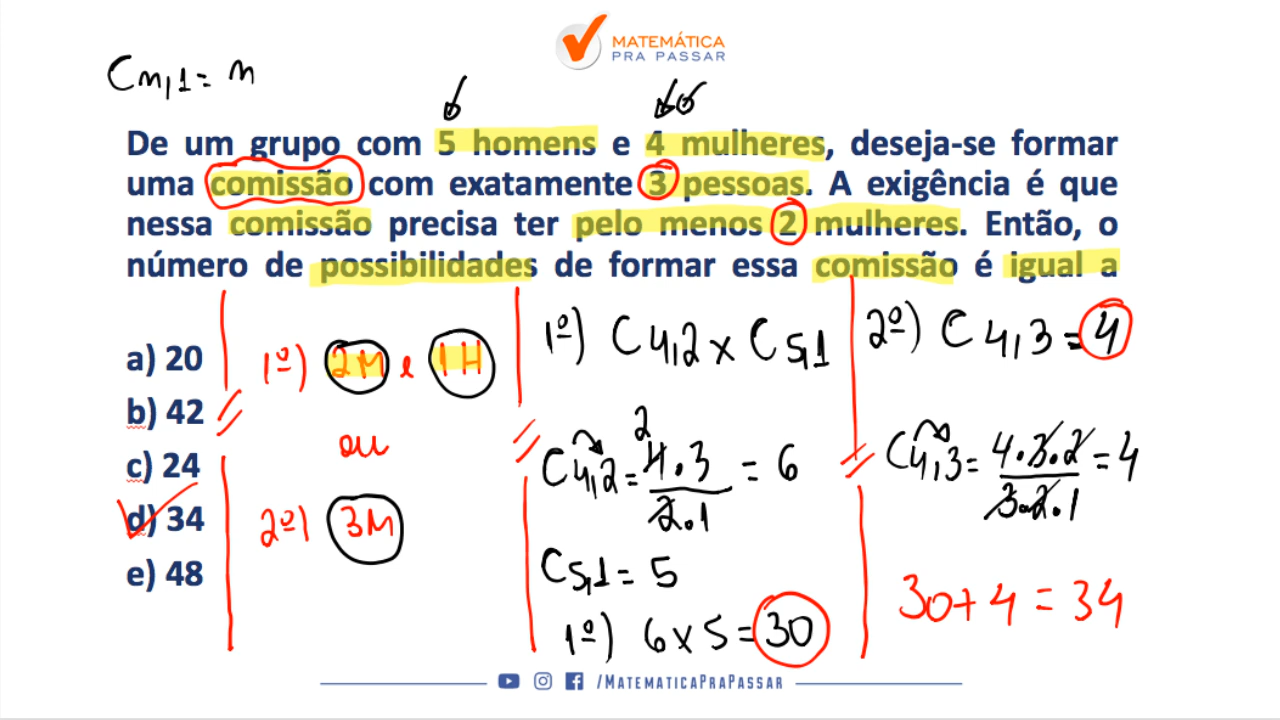 MATEMÁTICA
PRA PASSAR
Cn,1 = n
De um grupo com 5 homens e 4 mulheres, deseja-se formar
uma comissão com exatamente 3 pessoas. A exigência é que
nessa comissão precisa ter pelo menos 2 mulheres. Então, o
número de possibilidades de formar essa comissão é igual a
a) 20
b) 42
c) 24
d) 34
e) 48
1º) 2M e 1H
ou
2º) 3M
1º) C4,2 x C5,1
C4,2 = 4.3 / 2.1 = 6
2
C5,1 = 5
1º) 6 x 5 = 30
2º) C4,3 = 4
C4,3 = 4.3.2 / 3.2.1 = 4
30 + 4 = 34
/MATEMATICAPRAPASSAR